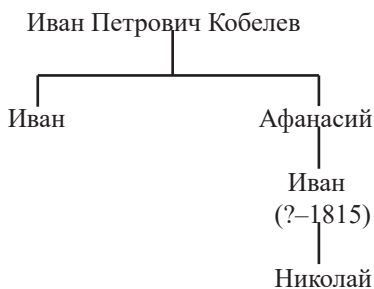 Иван Петрович Кобелев
Иван
Афанасий
Иван
(?–1815)
Николай